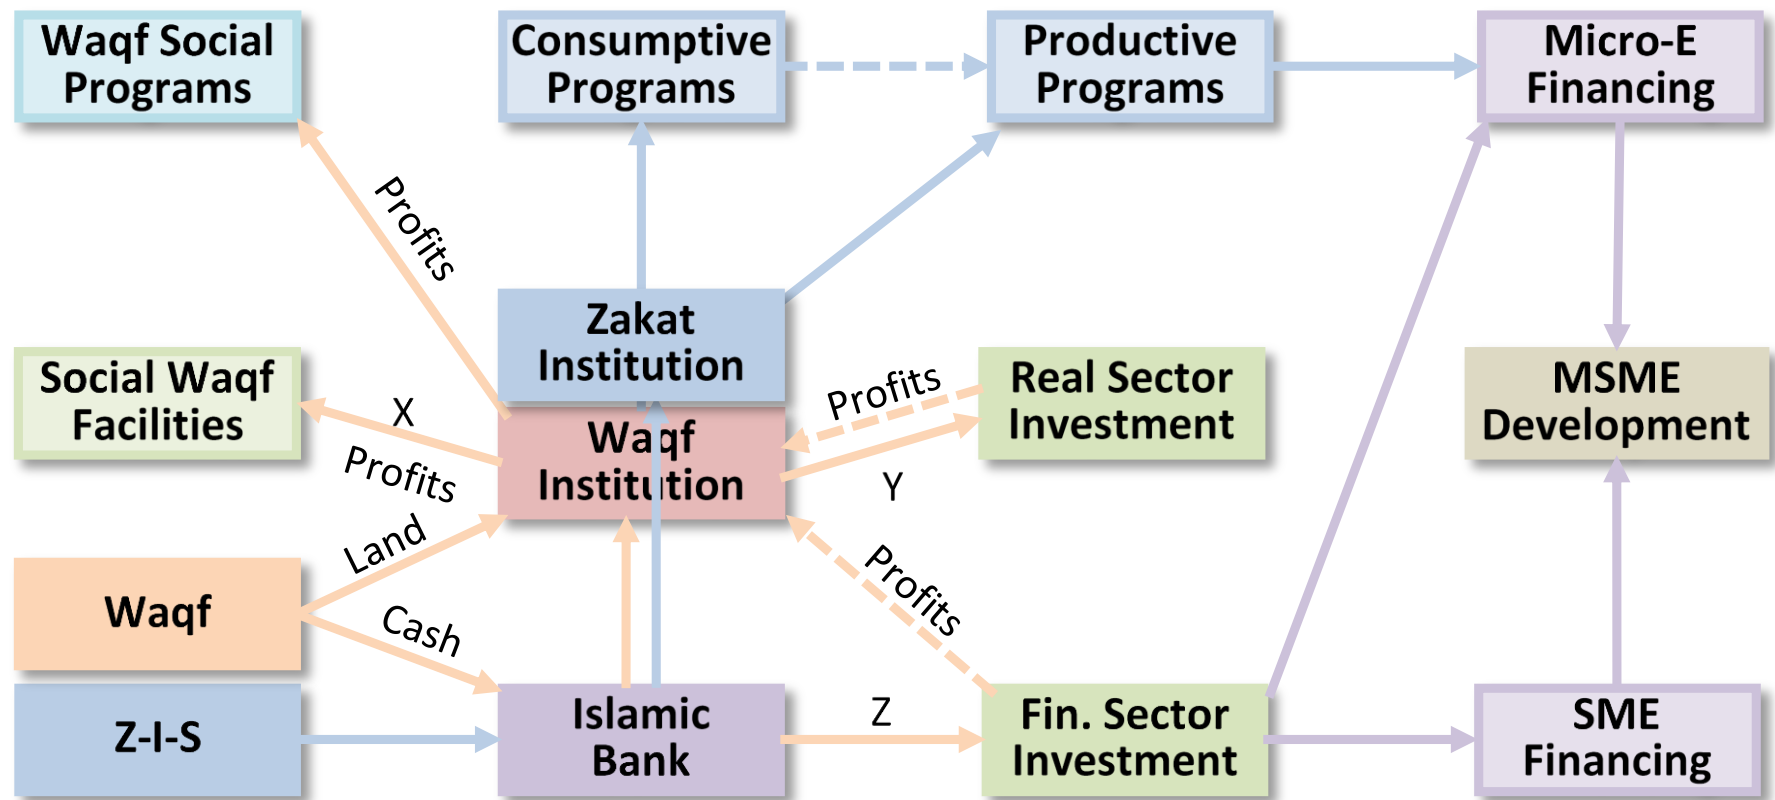 Waqf Social
Programs
Consumptive
Programs
Productive
Programs
Micro-E
Financing
Profits
Zakat
Institution
Social Waqf
Facilities
X
Profits
Waqf
Institution
Profits
Y
Real Sector
Investment
MSME
Development
Land
Waqf
Cash
Profits
Z-I-S
Islamic
Bank
Z
Fin. Sector
Investment
SME
Financing